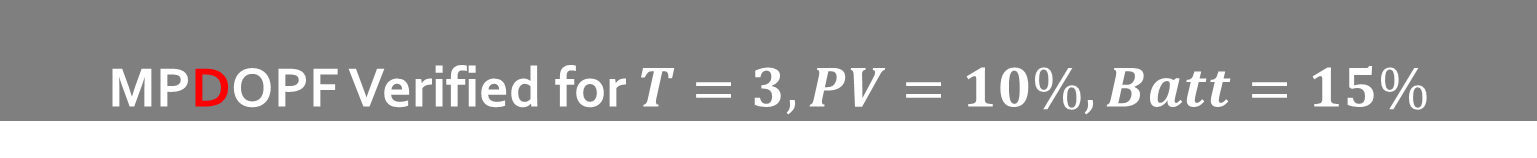 MPDOPF Verified for T = 3, PV = 10%, Batt = 15%